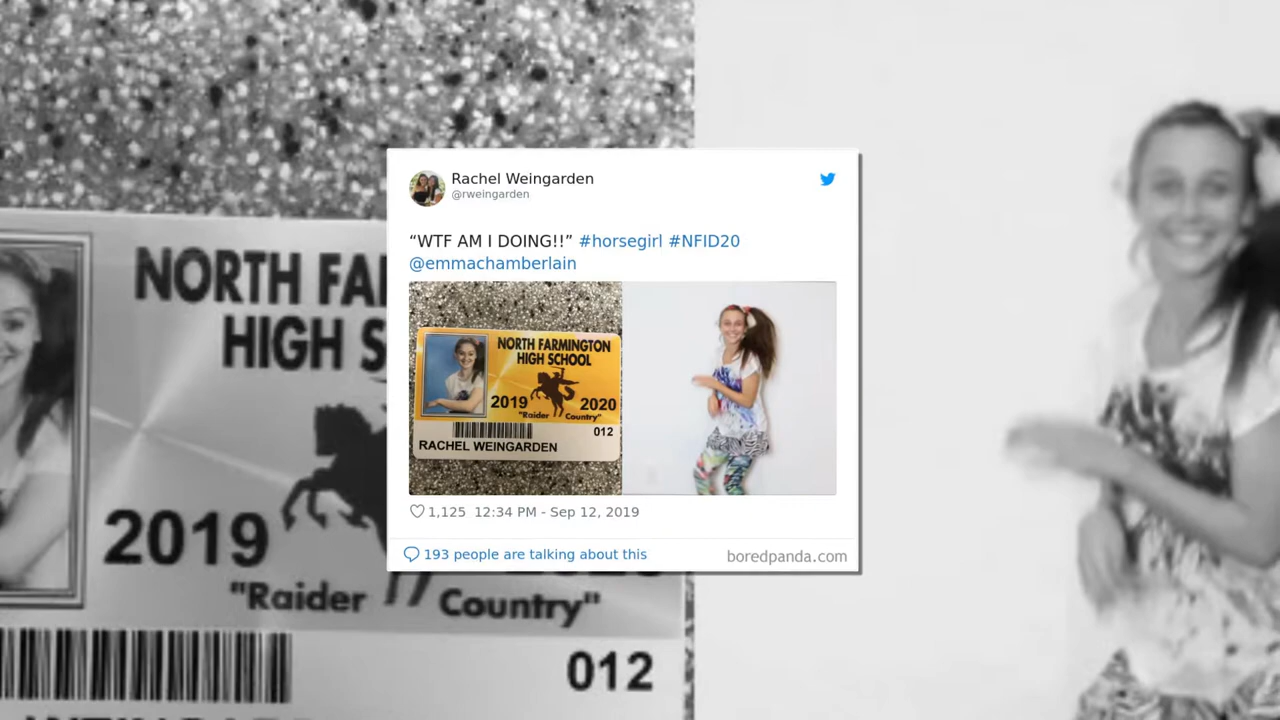 Rachel Weingarden
@rweingarden
“WTF AM I DOING!!” #horsegirl #NFID20
@emmachamberlain
NORTH FARMINGTON
HIGH SCHOOL
2019 2020
"Raider Country"
012
RACHEL WEINGARDEN
1,125 12:34 PM - Sep 12, 2019
193 people are talking about this
boredpanda.com
NORTH FA
HIGH S
2019
"Raider Country"
012